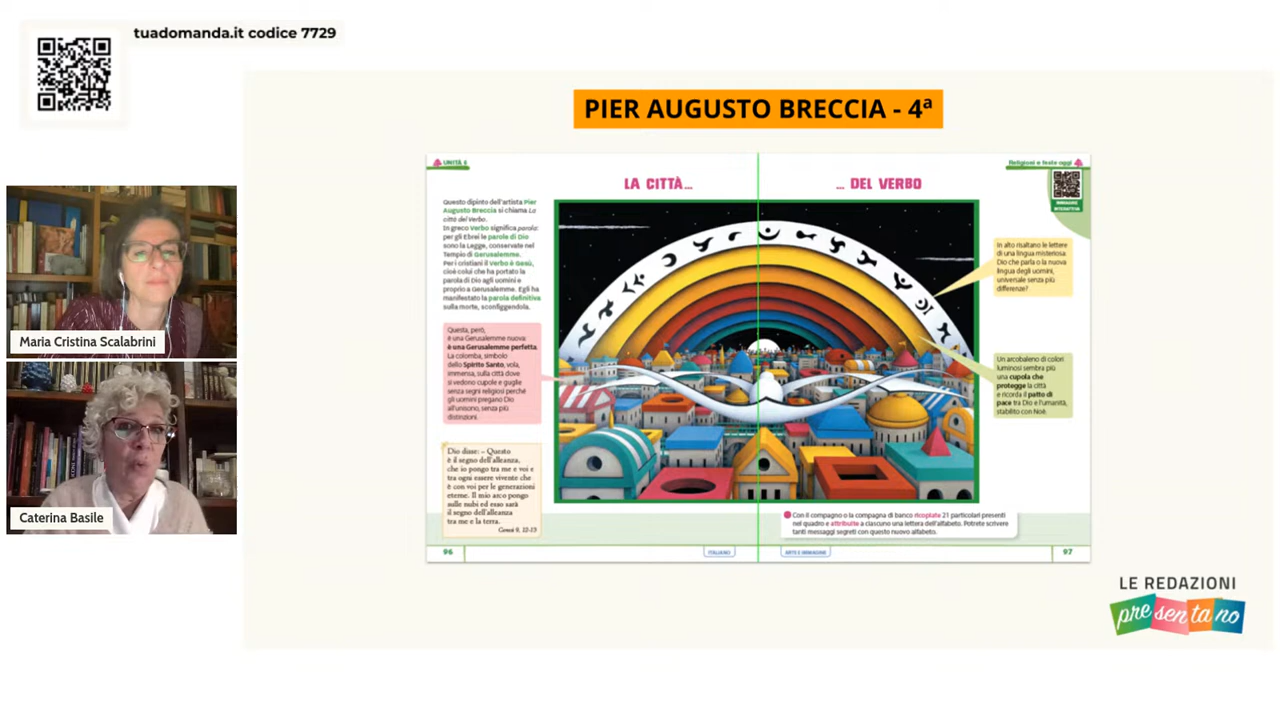 tuadomanda.it codice 7729
PIER AUGUSTO BRECCIA - 4ª
UNITÀ 6
Religioni e feste oggi
LA CITTÀ...
... DEL VERBO
IMMAGINE
INTERATTIVA
Questo dipinto dell'artista Pier
Augusto Breccia si chiama La
città del Verbo.
In greco Verbo significa parola:
per gli Ebrei le parole di Dio
sono la Legge, conservate nel
Tempio di Gerusalemme.
Per i cristiani il Verbo è Gesù,
cioè colui che ha portato la
parola di Dio agli uomini e
proprio a Gerusalemme. Egli ha
manifestato la parola definitiva
sulla morte, sconfiggendola.
Questa, però,
è una Gerusalemme nuova:
è una Gerusalemme perfetta.
La colomba, simbolo
dello Spirito Santo, vola,
immensa, sulla città dove
si vedono cupole e guglie
senza segni religiosi perché
gli uomini pregano Dio
all'unisono, senza più
distinzioni.
Dio disse: – Questo
è il segno dell'alleanza,
che io pongo tra me e voi e
tra ogni essere vivente che
è con voi per le generazioni
eterne. Il mio arco pongo
sulle nubi ed esso sarà
il segno dell'alleanza
tra me e la terra.
Genesi 9, 12-13
In alto risaltano le lettere
di una lingua misteriosa:
Dio che parla o la nuova
lingua degli uomini,
universale senza più
differenze?
Un arcobaleno di colori
luminosi sembra più
una cupola che
protegge la città
e ricorda il patto di
pace tra Dio e l'umanità,
stabilito con Noè.
Con il compagno o la compagna di banco ricopiate 21 particolari presenti
nel quadro e attribuite a ciascuno una lettera dell'alfabeto. Potrete scrivere
tanti messaggi segreti con questo nuovo alfabeto.
96
ITALIANO
ARTE E IMMAGINE
97
Maria Cristina Scalabrini
Caterina Basile
LE REDAZIONI
presentano